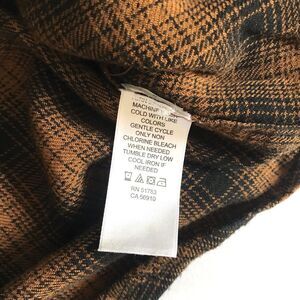 MACHINE WASH
COLD WITH LIKE
COLORS
GENTLE CYCLE
ONLY NON
CHLORINE BLEACH
WHEN NEEDED
TUMBLE DRY LOW
COOL IRON IF
NEEDED
RN 51783
CA 56910